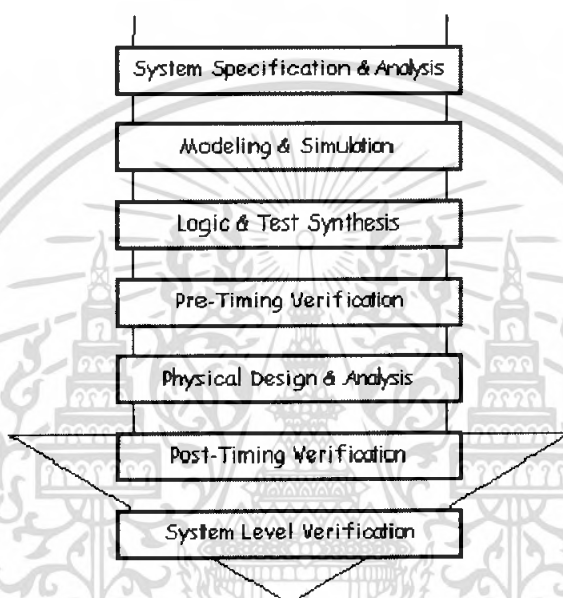 System Specification & Analysis
Modeling & Simulation
Logic & Test Synthesis
Pre-Timing Verification
Physical Design & Analysis
Post-Timing Verification
System Level Verification